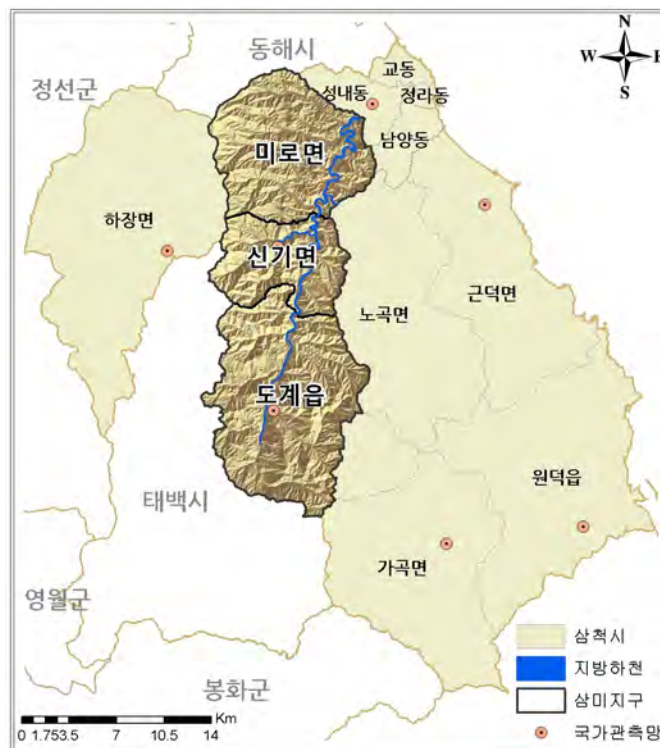 동해시
N
W E
S
정선군
교동
성내동
정라동
남양동
미로면
하장면
신기면
근덕면
노곡면
도계읍
원덕읍
태백시
가곡면
영월군
봉화군
삼척시
지방하천
삼미지구
국가관측망
Km
0 1.753.5 7 10.5 14